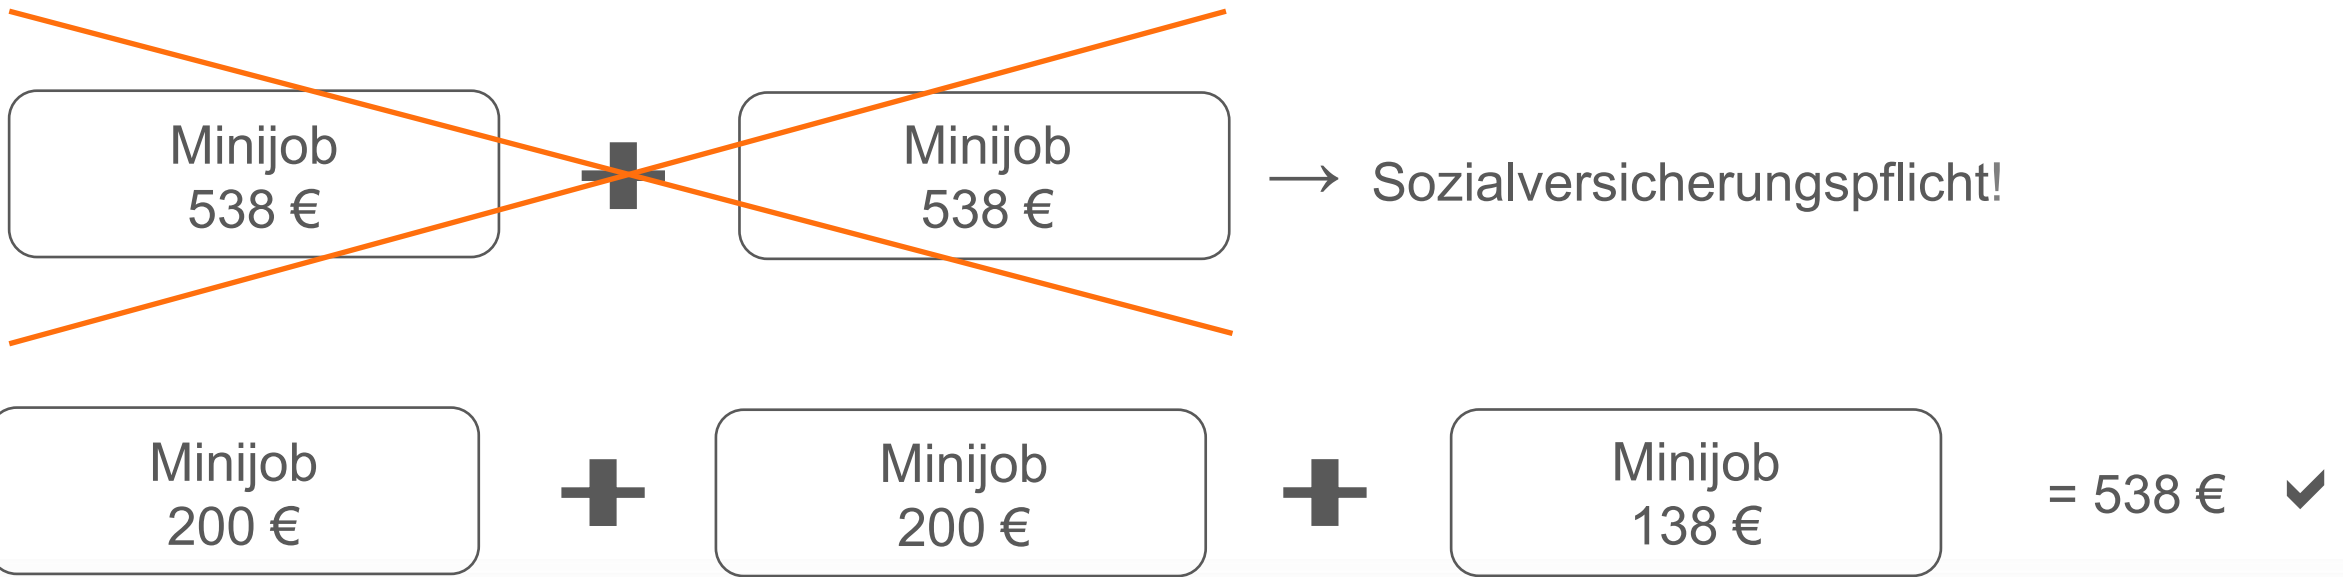 Minijob
538 €
Minijob
538 €
→ Sozialversicherungspflicht!
Minijob
200 €
Minijob
200 €
Minijob
138 €
= 538 €